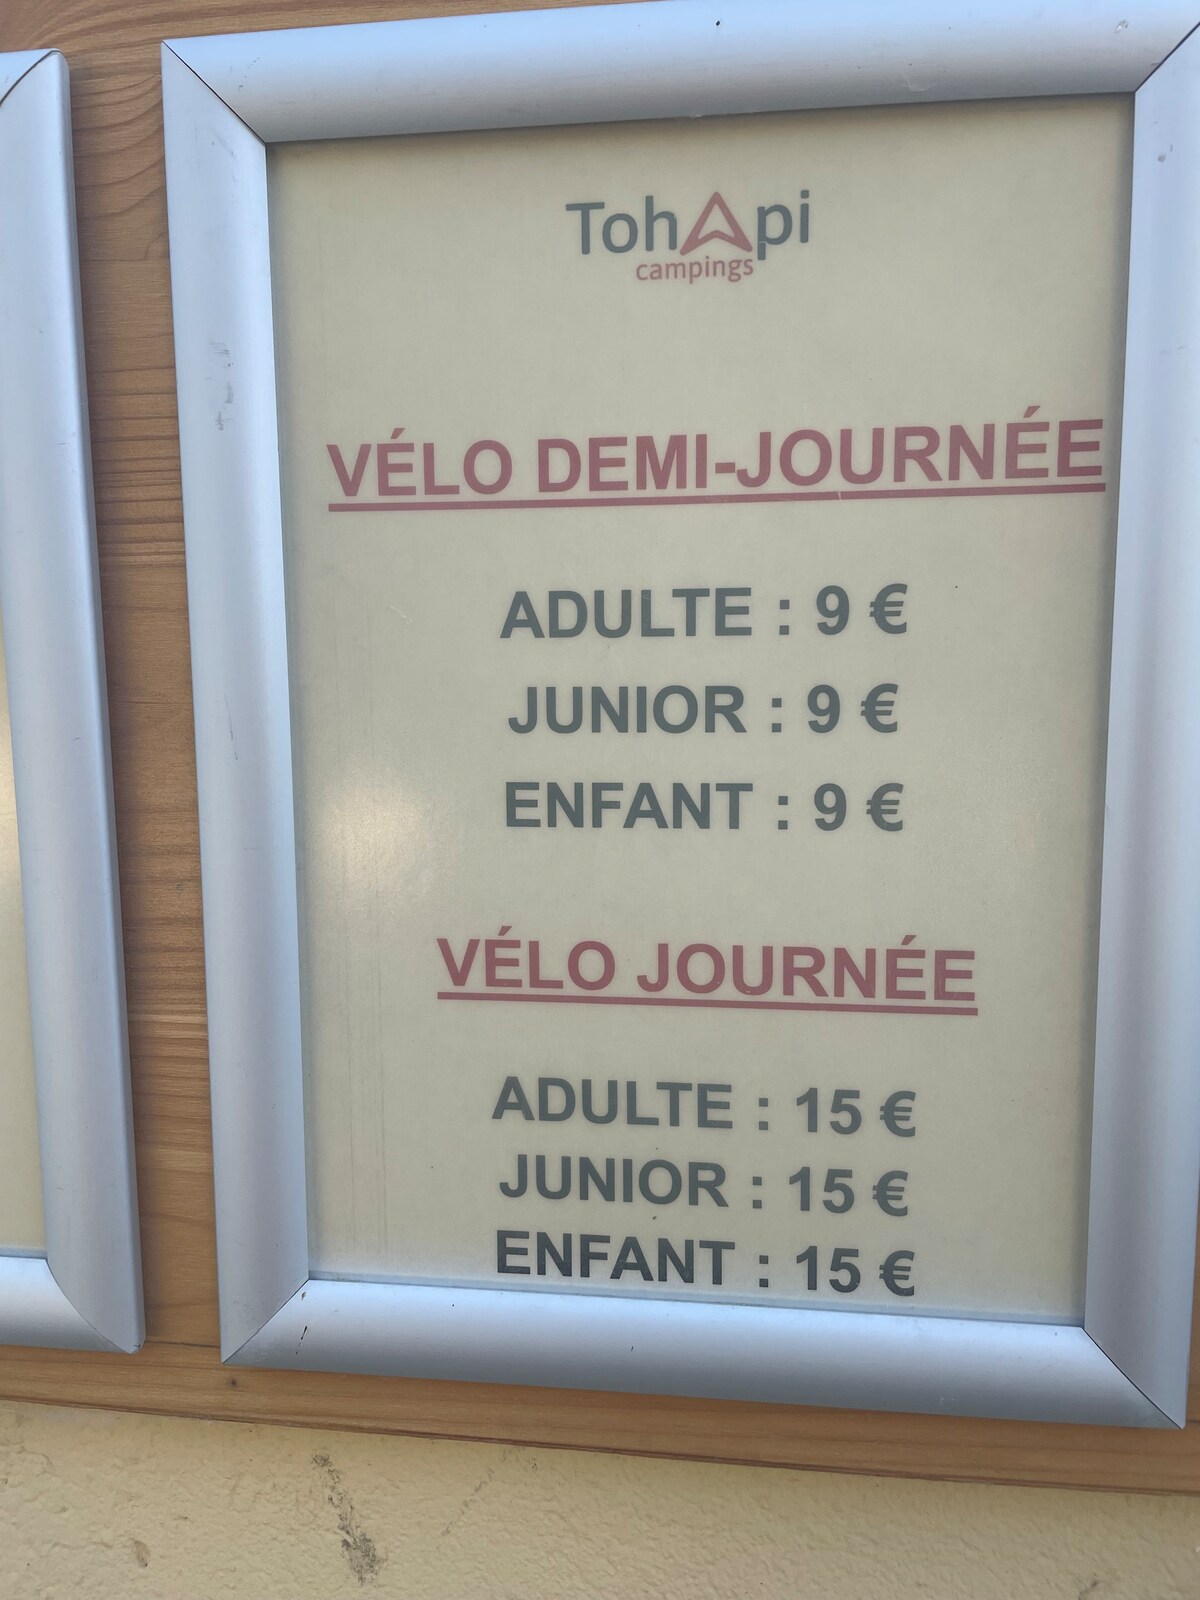 TohApi
campings
VÉLO DEMI-JOURNÉE
ADULTE : 9 €
JUNIOR : 9 €
ENFANT : 9 €
VÉLO JOURNÉE
ADULTE : 15 €
JUNIOR : 15 €
ENFANT : 15 €